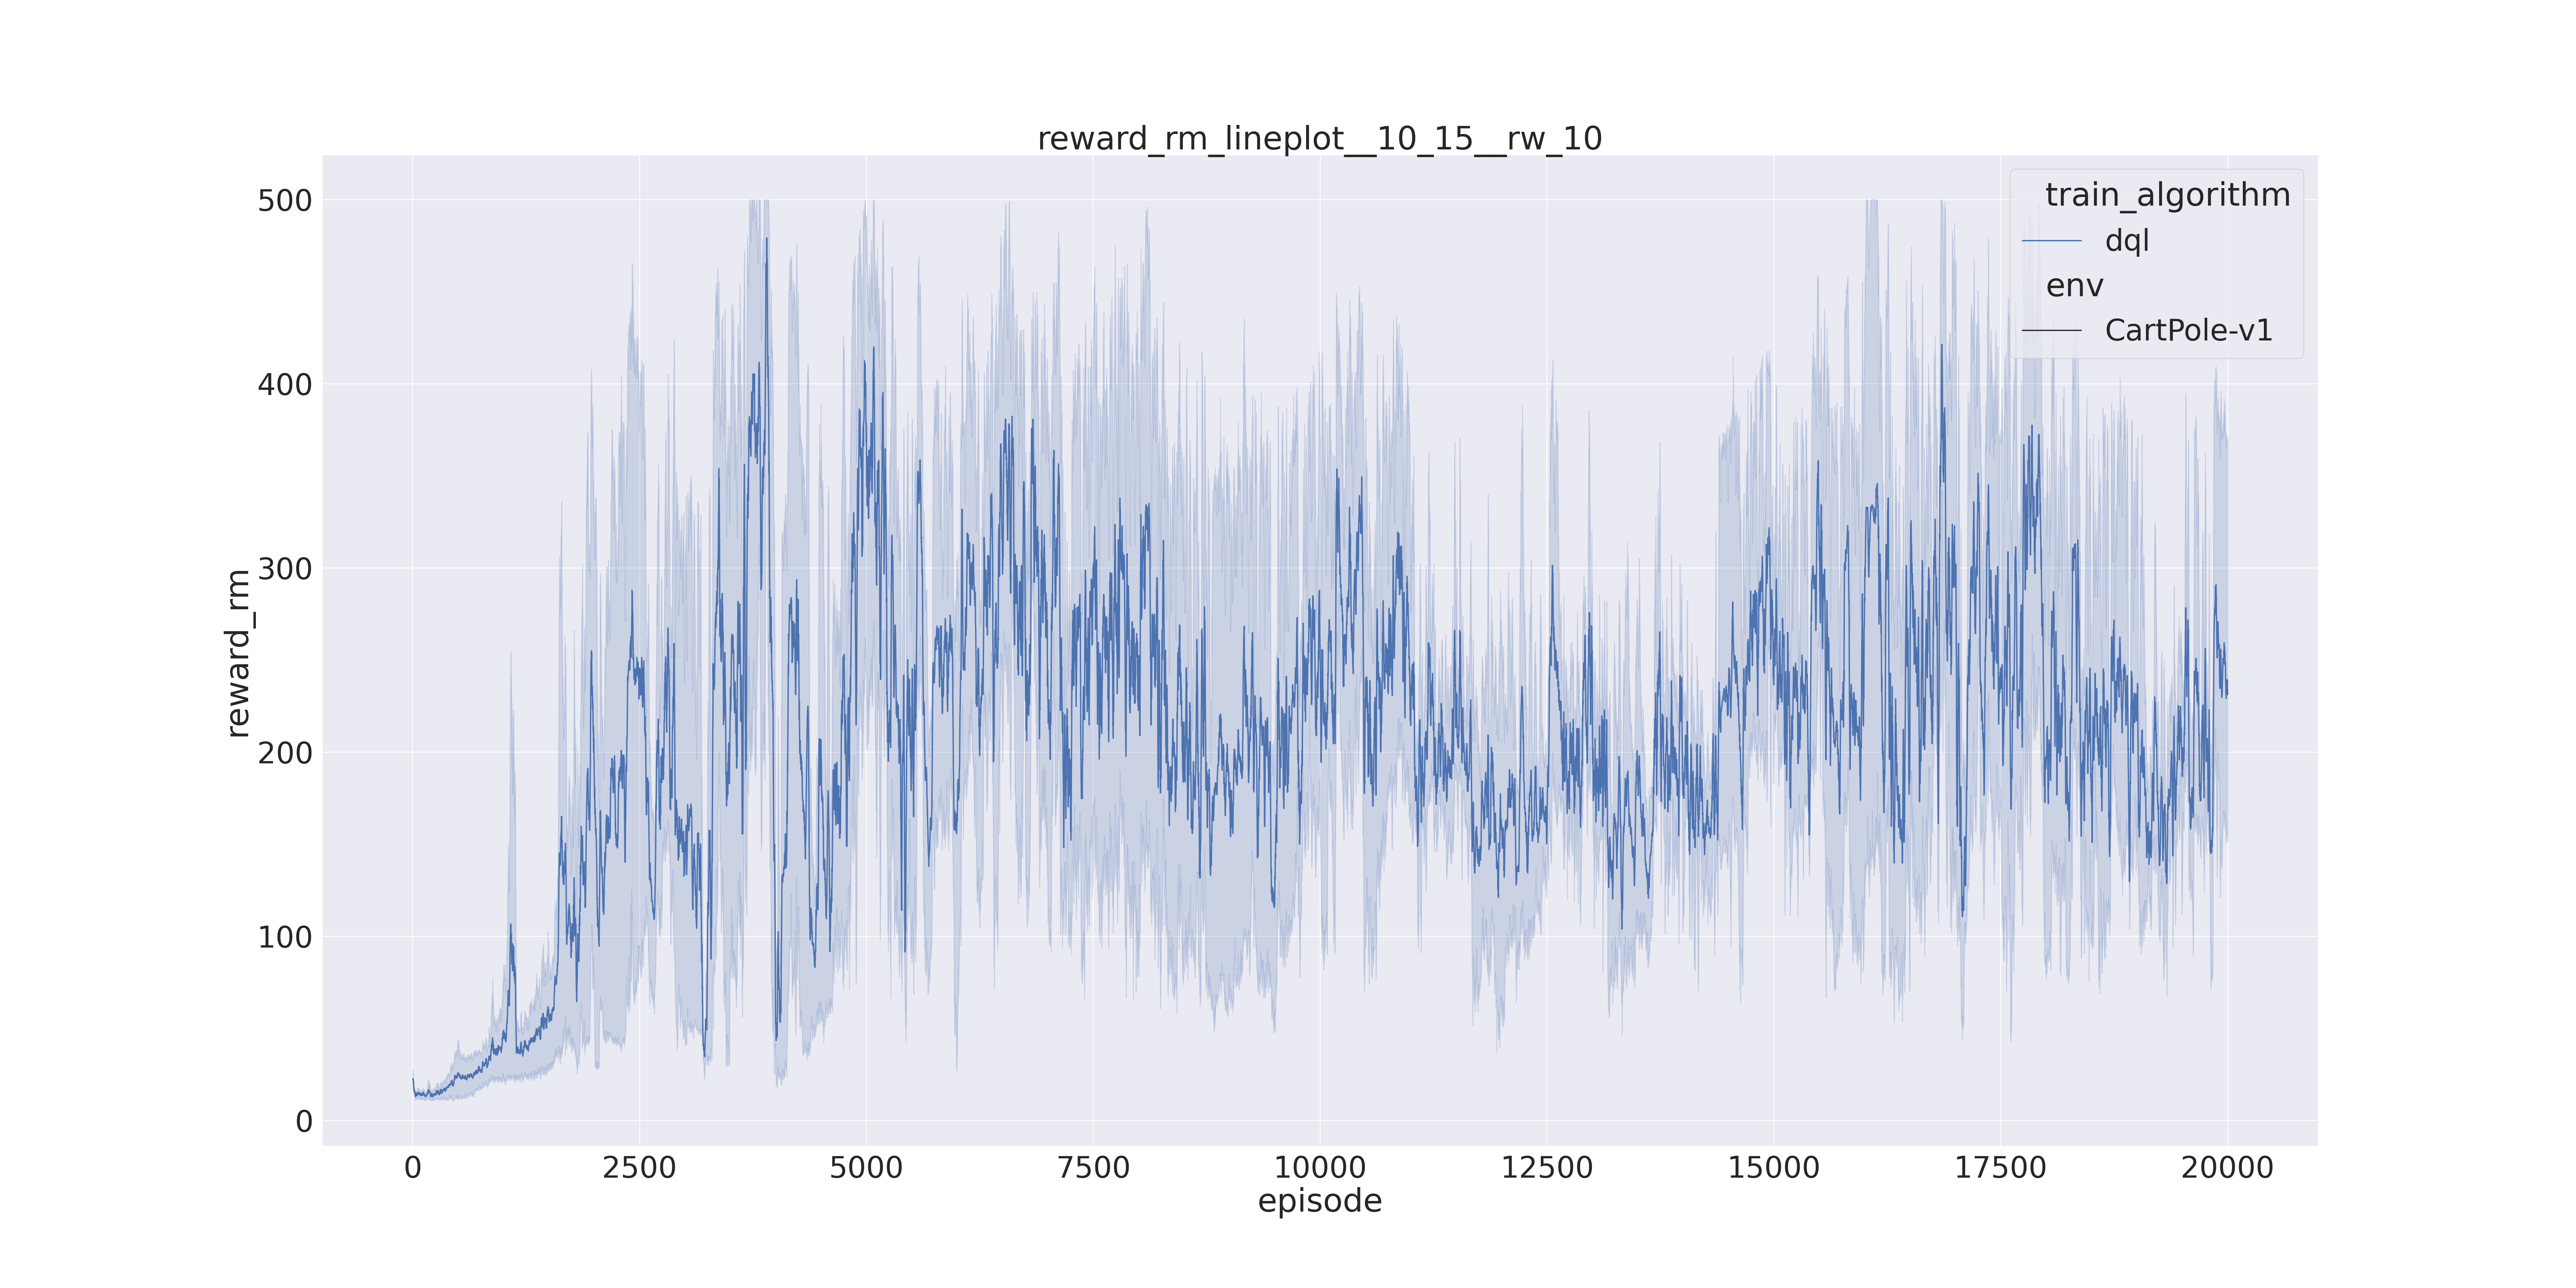 reward_rm_lineplot__10_15__rw_10
500
400
300
200
100
0
reward_rm
train_algorithm
dql
env
CartPole-v1
0 2500 5000 7500 10000 12500 15000 17500 20000
episode